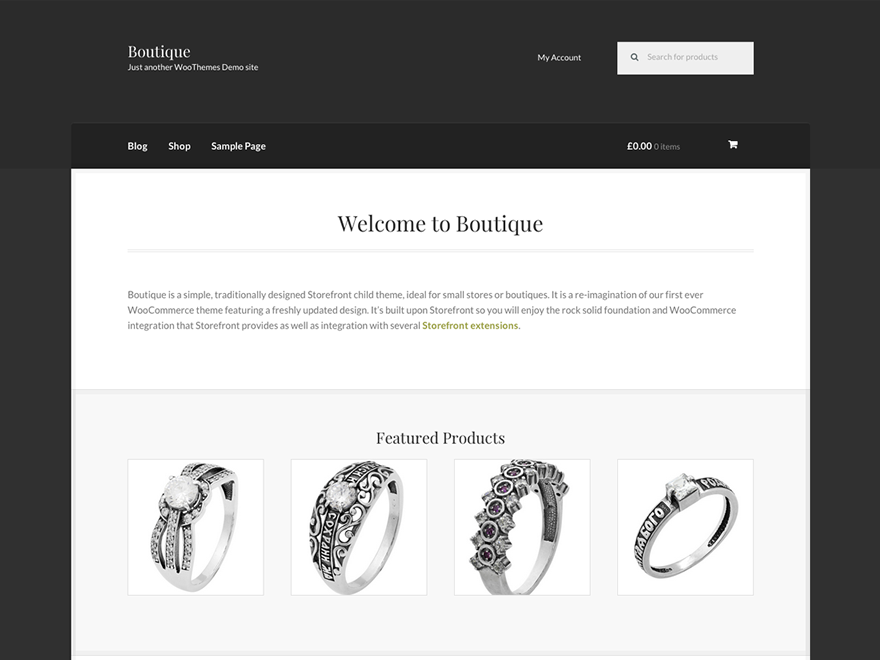 Boutique
Just another WooThemes Demo site
My Account
Search for products
Blog Shop Sample Page
£0.00 0 items
Welcome to Boutique
Boutique is a simple, traditionally designed Storefront child theme, ideal for small stores or boutiques. It is a re-imagination of our first ever
WooCommerce theme featuring a freshly updated design. It's built upon Storefront so you will enjoy the rock solid foundation and WooCommerce
integration that Storefront provides as well as integration with several Storefront extensions.
Featured Products